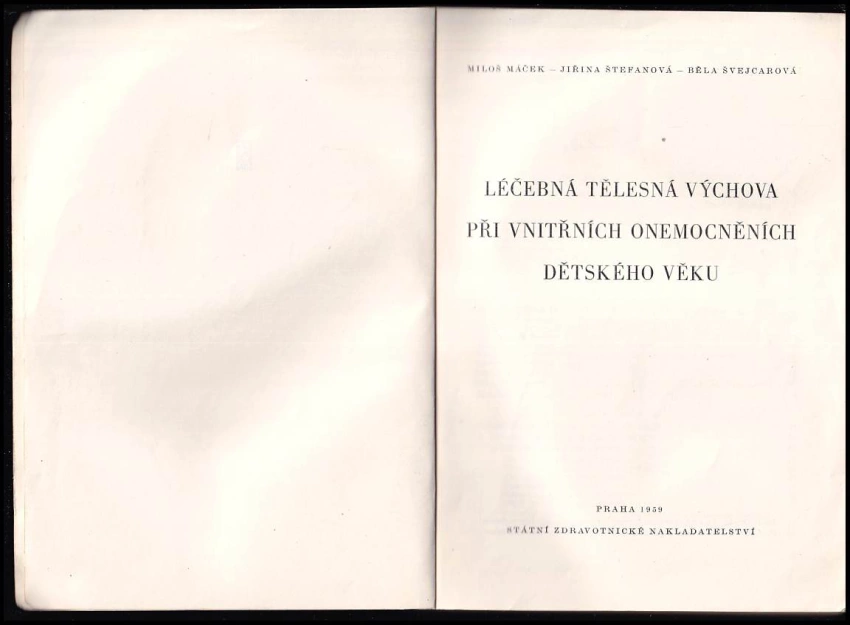 MILOŠ MÁČEK – JIŘINA ŠTEFANOVÁ – BĚLA ŠVEJCAROVÁ
LÉČEBNÁ TĚLESNÁ VÝCHOVA
PŘI VNITŘNÍCH ONEMOCNĚNÍCH
DĚTSKÉHO VĚKU
PRAHA 1959
STÁTNÍ ZDRAVOTNICKÉ NAKLADATELSTVÍ